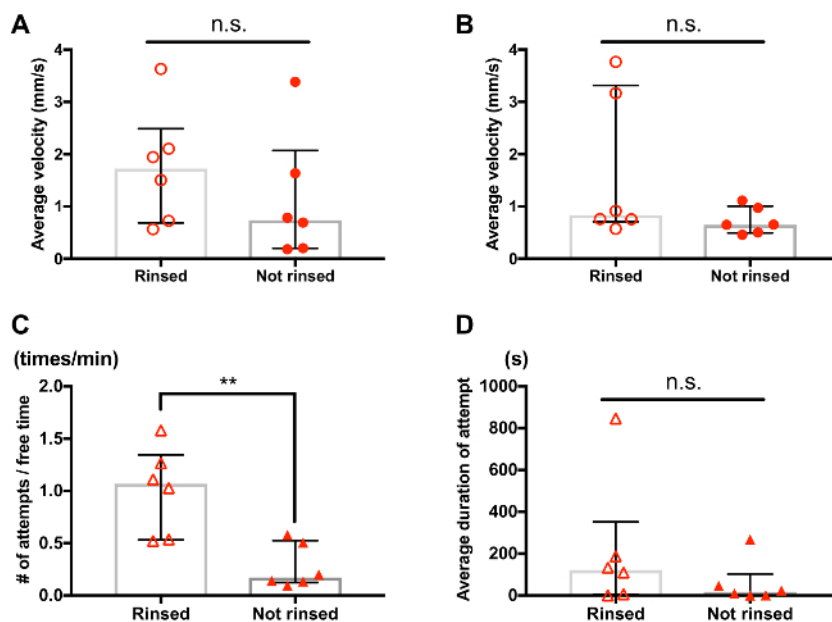 A
n.s.
Average velocity (mm/s)
4
3
2
1
0
Rinsed
Not rinsed
B
n.s.
Average velocity (mm/s)
4
3
2
1
0
Rinsed
Not rinsed
C
(times/min)
**
# of attempts / free time
2.0
1.5
1.0
0.5
0.0
Rinsed
Not rinsed
D
(s)
n.s.
Average duration of attempt
1000
800
600
400
200
0
Rinsed
Not rinsed